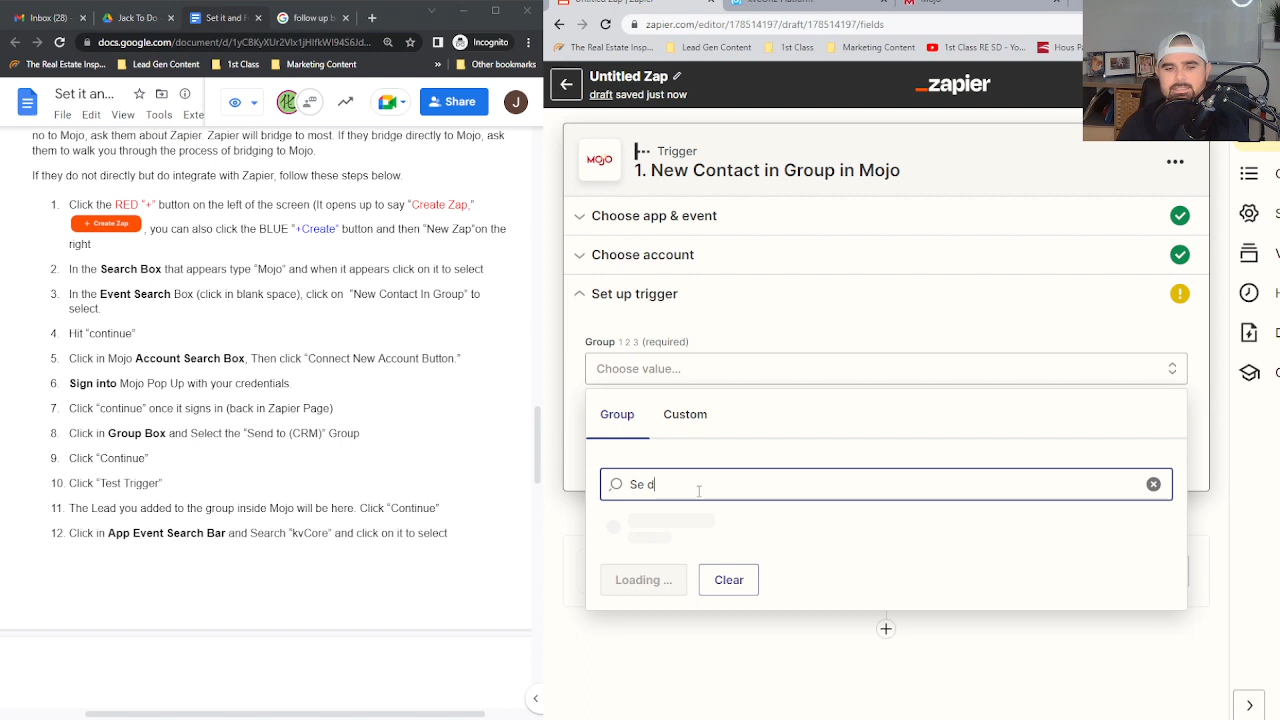 Inbox (28)
Jack To Do -
Set it and F
google follow up b
docs.google.com/document/d/1yC8KyXUr2Vlx1jHIfkWI94S6Jd...
Incognito
The Real Estate Insp...
Lead Gen Content
1st Class
Marketing Content
»
Other bookmarks
Set it an...
File
Edit
View
Tools
Exte
Share
J
no to Mojo, ask them about Zapier. Zapier will bridge to most. If they bridge directly to Mojo, ask
them to walk you through the process of bridging to Mojo.
If they do not directly but do integrate with Zapier, follow these steps below.
1. Click the RED "+" button on the left of the screen (It opens up to say "Create Zap,"
+ Create Zap , you can also click the BLUE "+Create" button and then "New Zap"on the
right
2. In the Search Box that appears type "Mojo" and when it appears click on it to select
3. In the Event Search Box (click in blank space), click on "New Contact In Group" to
select.
4. Hit "continue"
5. Click in Mojo Account Search Box, Then click "Connect New Account Button."
6. Sign into Mojo Pop Up with your credentials.
7. Click "continue" once it signs in (back in Zapier Page)
8. Click in Group Box and Select the "Send to (CRM)" Group
9. Click "Continue"
10. Click "Test Trigger"
11. The Lead you added to the group inside Mojo will be here. Click "Continue"
12. Click in App Event Search Bar and Search "kvCore" and click on it to select
zapier.com/editor/draft/178514197/fields
The Real Estate Insp...
Lead Gen Content
1st Class
Marketing Content
1st Class RE SD - Yo...
Hous Pa
Untitled Zap
draft saved just now
_zapier
MOJO
Trigger
1. New Contact in Group in Mojo
Choose app & event
Choose account
Set up trigger
Group 1 2 3 (required)
Choose value...
Group
Custom
Se d
Loading ...
Clear